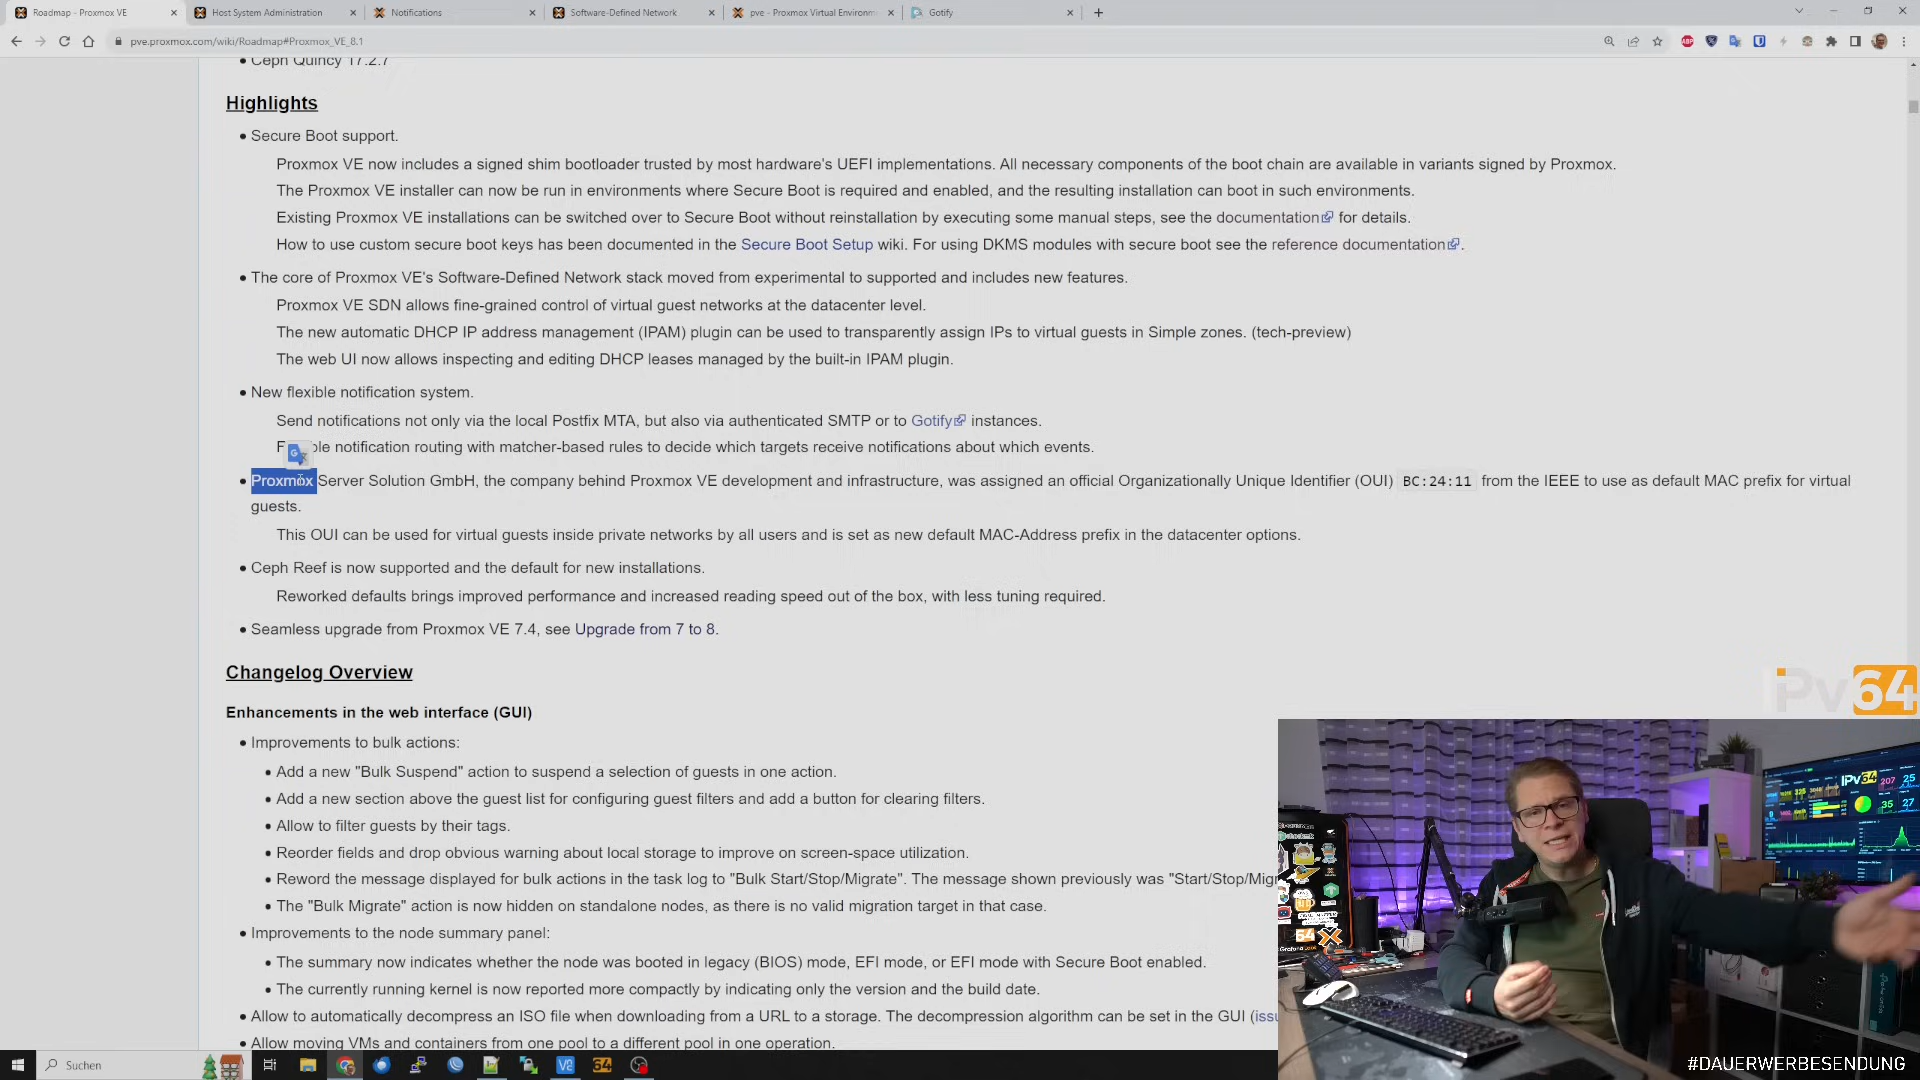 Roadmap - Proxmox VE
Host System Administration
Notifications
Software-Defined Network
pve - Proxmox Virtual Environm
Gotify
pve.proxmox.com/wiki/Roadmap#Proxmox_VE_8.1
• Ceph Quincy 17.2.7
Highlights
• Secure Boot support.
Proxmox VE now includes a signed shim bootloader trusted by most hardware's UEFI implementations. All necessary components of the boot chain are available in variants signed by Proxmox.
The Proxmox VE installer can now be run in environments where Secure Boot is required and enabled, and the resulting installation can boot in such environments.
Existing Proxmox VE installations can be switched over to Secure Boot without reinstallation by executing some manual steps, see the documentation for details.
How to use custom secure boot keys has been documented in the Secure Boot Setup wiki. For using DKMS modules with secure boot see the reference documentation.
• The core of Proxmox VE's Software-Defined Network stack moved from experimental to supported and includes new features.
Proxmox VE SDN allows fine-grained control of virtual guest networks at the datacenter level.
The new automatic DHCP IP address management (IPAM) plugin can be used to transparently assign IPs to virtual guests in Simple zones. (tech-preview)
The web UI now allows inspecting and editing DHCP leases managed by the built-in IPAM plugin.
• New flexible notification system.
Send notifications not only via the local Postfix MTA, but also via authenticated SMTP or to Gotify instances.
F ble notification routing with matcher-based rules to decide which targets receive notifications about which events.
• Proxmox Server Solution GmbH, the company behind Proxmox VE development and infrastructure, was assigned an official Organizationally Unique Identifier (OUI) BC:24:11 from the IEEE to use as default MAC prefix for virtual
guests.
This OUI can be used for virtual guests inside private networks by all users and is set as new default MAC-Address prefix in the datacenter options.
• Ceph Reef is now supported and the default for new installations.
Reworked defaults brings improved performance and increased reading speed out of the box, with less tuning required.
• Seamless upgrade from Proxmox VE 7.4, see Upgrade from 7 to 8.
Changelog Overview
Enhancements in the web interface (GUI)
• Improvements to bulk actions:
• Add a new "Bulk Suspend" action to suspend a selection of guests in one action.
• Add a new section above the guest list for configuring guest filters and add a button for clearing filters.
• Allow to filter guests by their tags.
• Reorder fields and drop obvious warning about local storage to improve on screen-space utilization.
• Reword the message displayed for bulk actions in the task log to "Bulk Start/Stop/Migrate". The message shown previously was "Start/Stop/Migr
• The "Bulk Migrate" action is now hidden on standalone nodes, as there is no valid migration target in that case.
• Improvements to the node summary panel:
• The summary now indicates whether the node was booted in legacy (BIOS) mode, EFI mode, or EFI mode with Secure Boot enabled.
• The currently running kernel is now reported more compactly by indicating only the version and the build date.
• Allow to automatically decompress an ISO file when downloading from a URL to a storage. The decompression algorithm can be set in the GUI (issu
• Allow moving VMs and containers from one pool to a different pool in one operation.
IPv64
IPv64
207
25
35
27
64
Suchen
64
#DAUERWERBESENDUNG